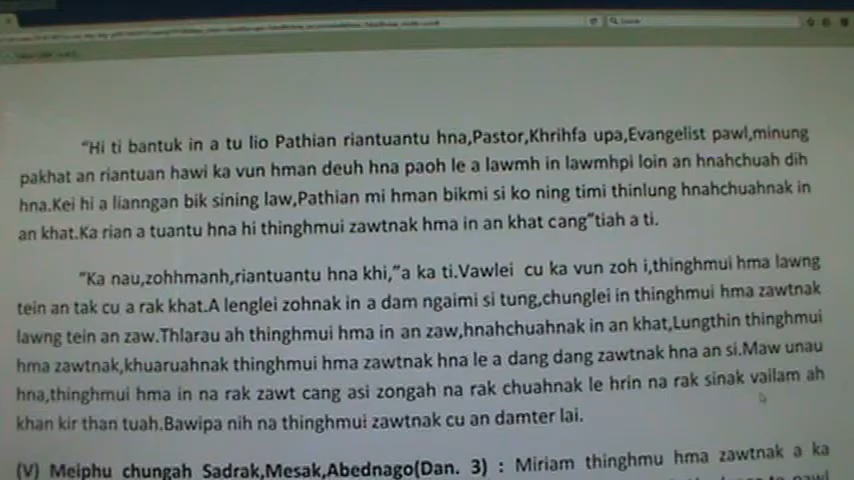 "Hi ti bantuk in a tu lio Pathian riantuantu hna,Pastor,Khrihfa upa,Evangelist pawl,minung
pakhat an riantuan hawi ka vun hman deuh hna paoh le a lawmh in lawmhpi loin an hnahchuah dih
hna.Kei hi a lianngan bik sining law,Pathian mi hman bikmi si ko ning timi thinlung hnahchuahnak in
an khat.Ka rian a tuantu hna hi thinghmui zawtnak hma in an khat cang"tiah a ti.
"Ka nau,zohhmanh,riantuantu hna khi,"a ka ti.Vawlei cu ka vun zoh i,thinghmui hma lawng
tein an tak cu a rak khat.A lenglei zohnak in a dam ngaimi si tung,chunglei in thinghmui hma zawtnak
lawng tein an zaw.Thlarau ah thinghmui hma in an zaw,hnahchuahnak in an khat,Lungthin thinghmui
hma zawtnak,khuaruahnak thinghmui hma zawtnak hna le a dang dang zawtnak hna an si.Maw unau
hna,thinghmui hma in na rak zawt cang asi zongah na rak chuahnak le hrin na rak sinak vailam ah
khan kir than tuah.Bawipa nih na thinghmui zawtnak cu an damter lai.
(V) Meiphu chungah Sadrak,Mesak,Abednago(Dan. 3) : Miriam thinghmu hma zawtnak a ka